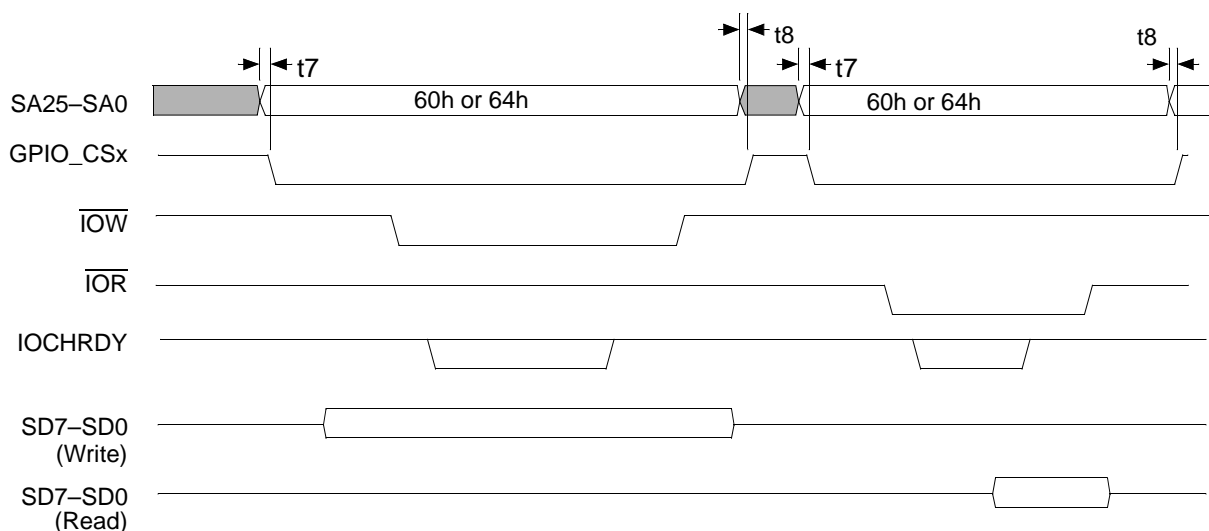 t8
t8
t7
t7
SA25–SA0
60h or 64h
60h or 64h
GPIO_CSx
IOW
IOR
IOCHRDY
SD7–SD0
(Write)
SD7–SD0
(Read)